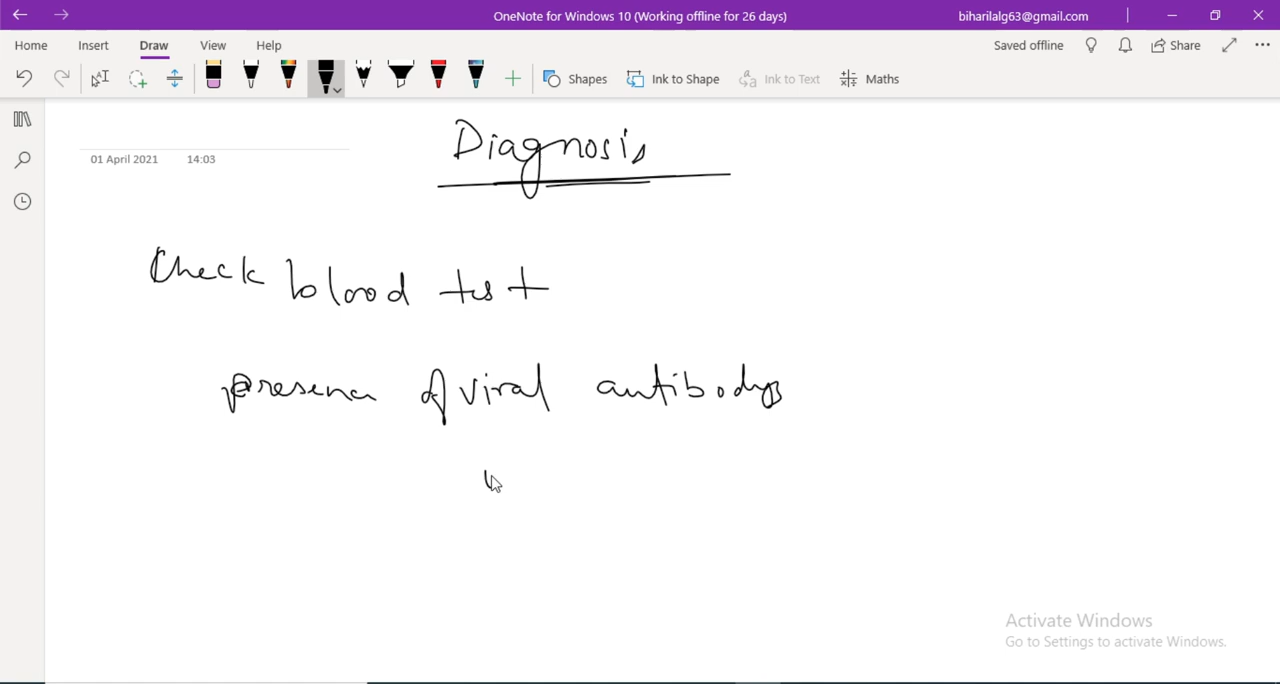 OneNote for Windows 10 (Working offline for 26 days)
biharilalg63@gmail.com
Home Insert Draw View Help
Saved offline Share
Shapes Ink to Shape Ink to Text Maths
Diagnosis
01 April 2021 14:03
Check blood test
presence of viral antibodys
Activate Windows
Go to Settings to activate Windows.